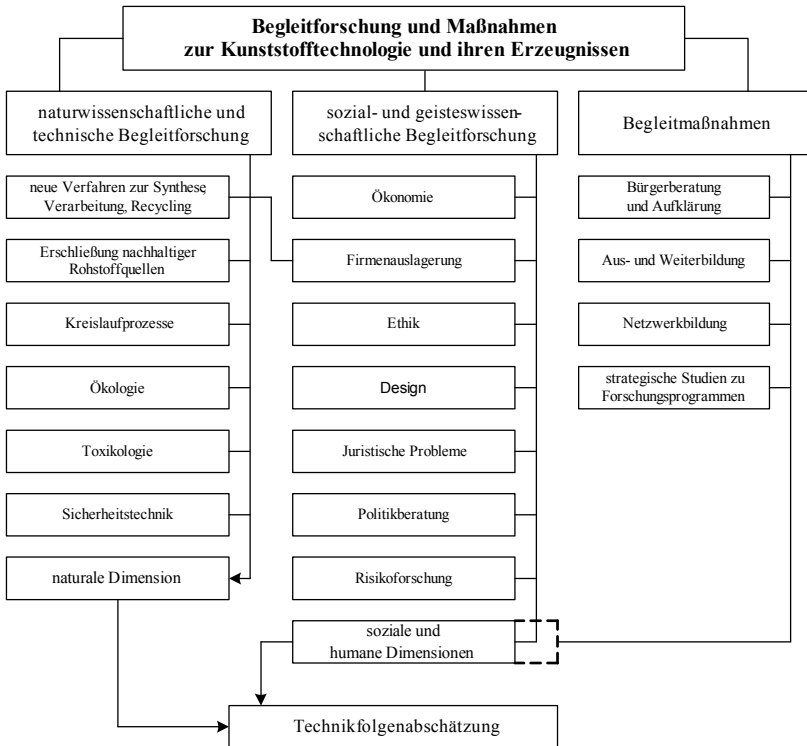 Begleitforschung und Maßnahmen
zur Kunststofftechnologie und ihren Erzeugnissen
naturwissenschaftliche und
technische Begleitforschung
neue Verfahren zur Synthese,
Verarbeitung, Recycling
Erschließung nachhaltiger
Rohstoffquellen
Kreislaufprozesse
Ökologie
Toxikologie
Sicherheitstechnik
naturale Dimension
sozial- und geisteswissen-
schaftliche Begleitforschung
Ökonomie
Firmenauslagerung
Ethik
Design
Juristische Probleme
Politikberatung
Risikoforschung
soziale und
humane Dimensionen
Begleitmaßnahmen
Bürgerberatung
und Aufklärung
Aus- und Weiterbildung
Netzwerkbildung
strategische Studien zu
Forschungsprogrammen
Technikfolgenabschätzung